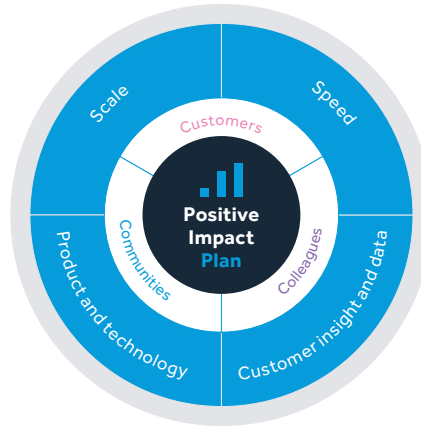 Scale
Speed
Customers
Positive
Impact
Plan
Communities
Colleagues
Product and technology
Customer insight and data